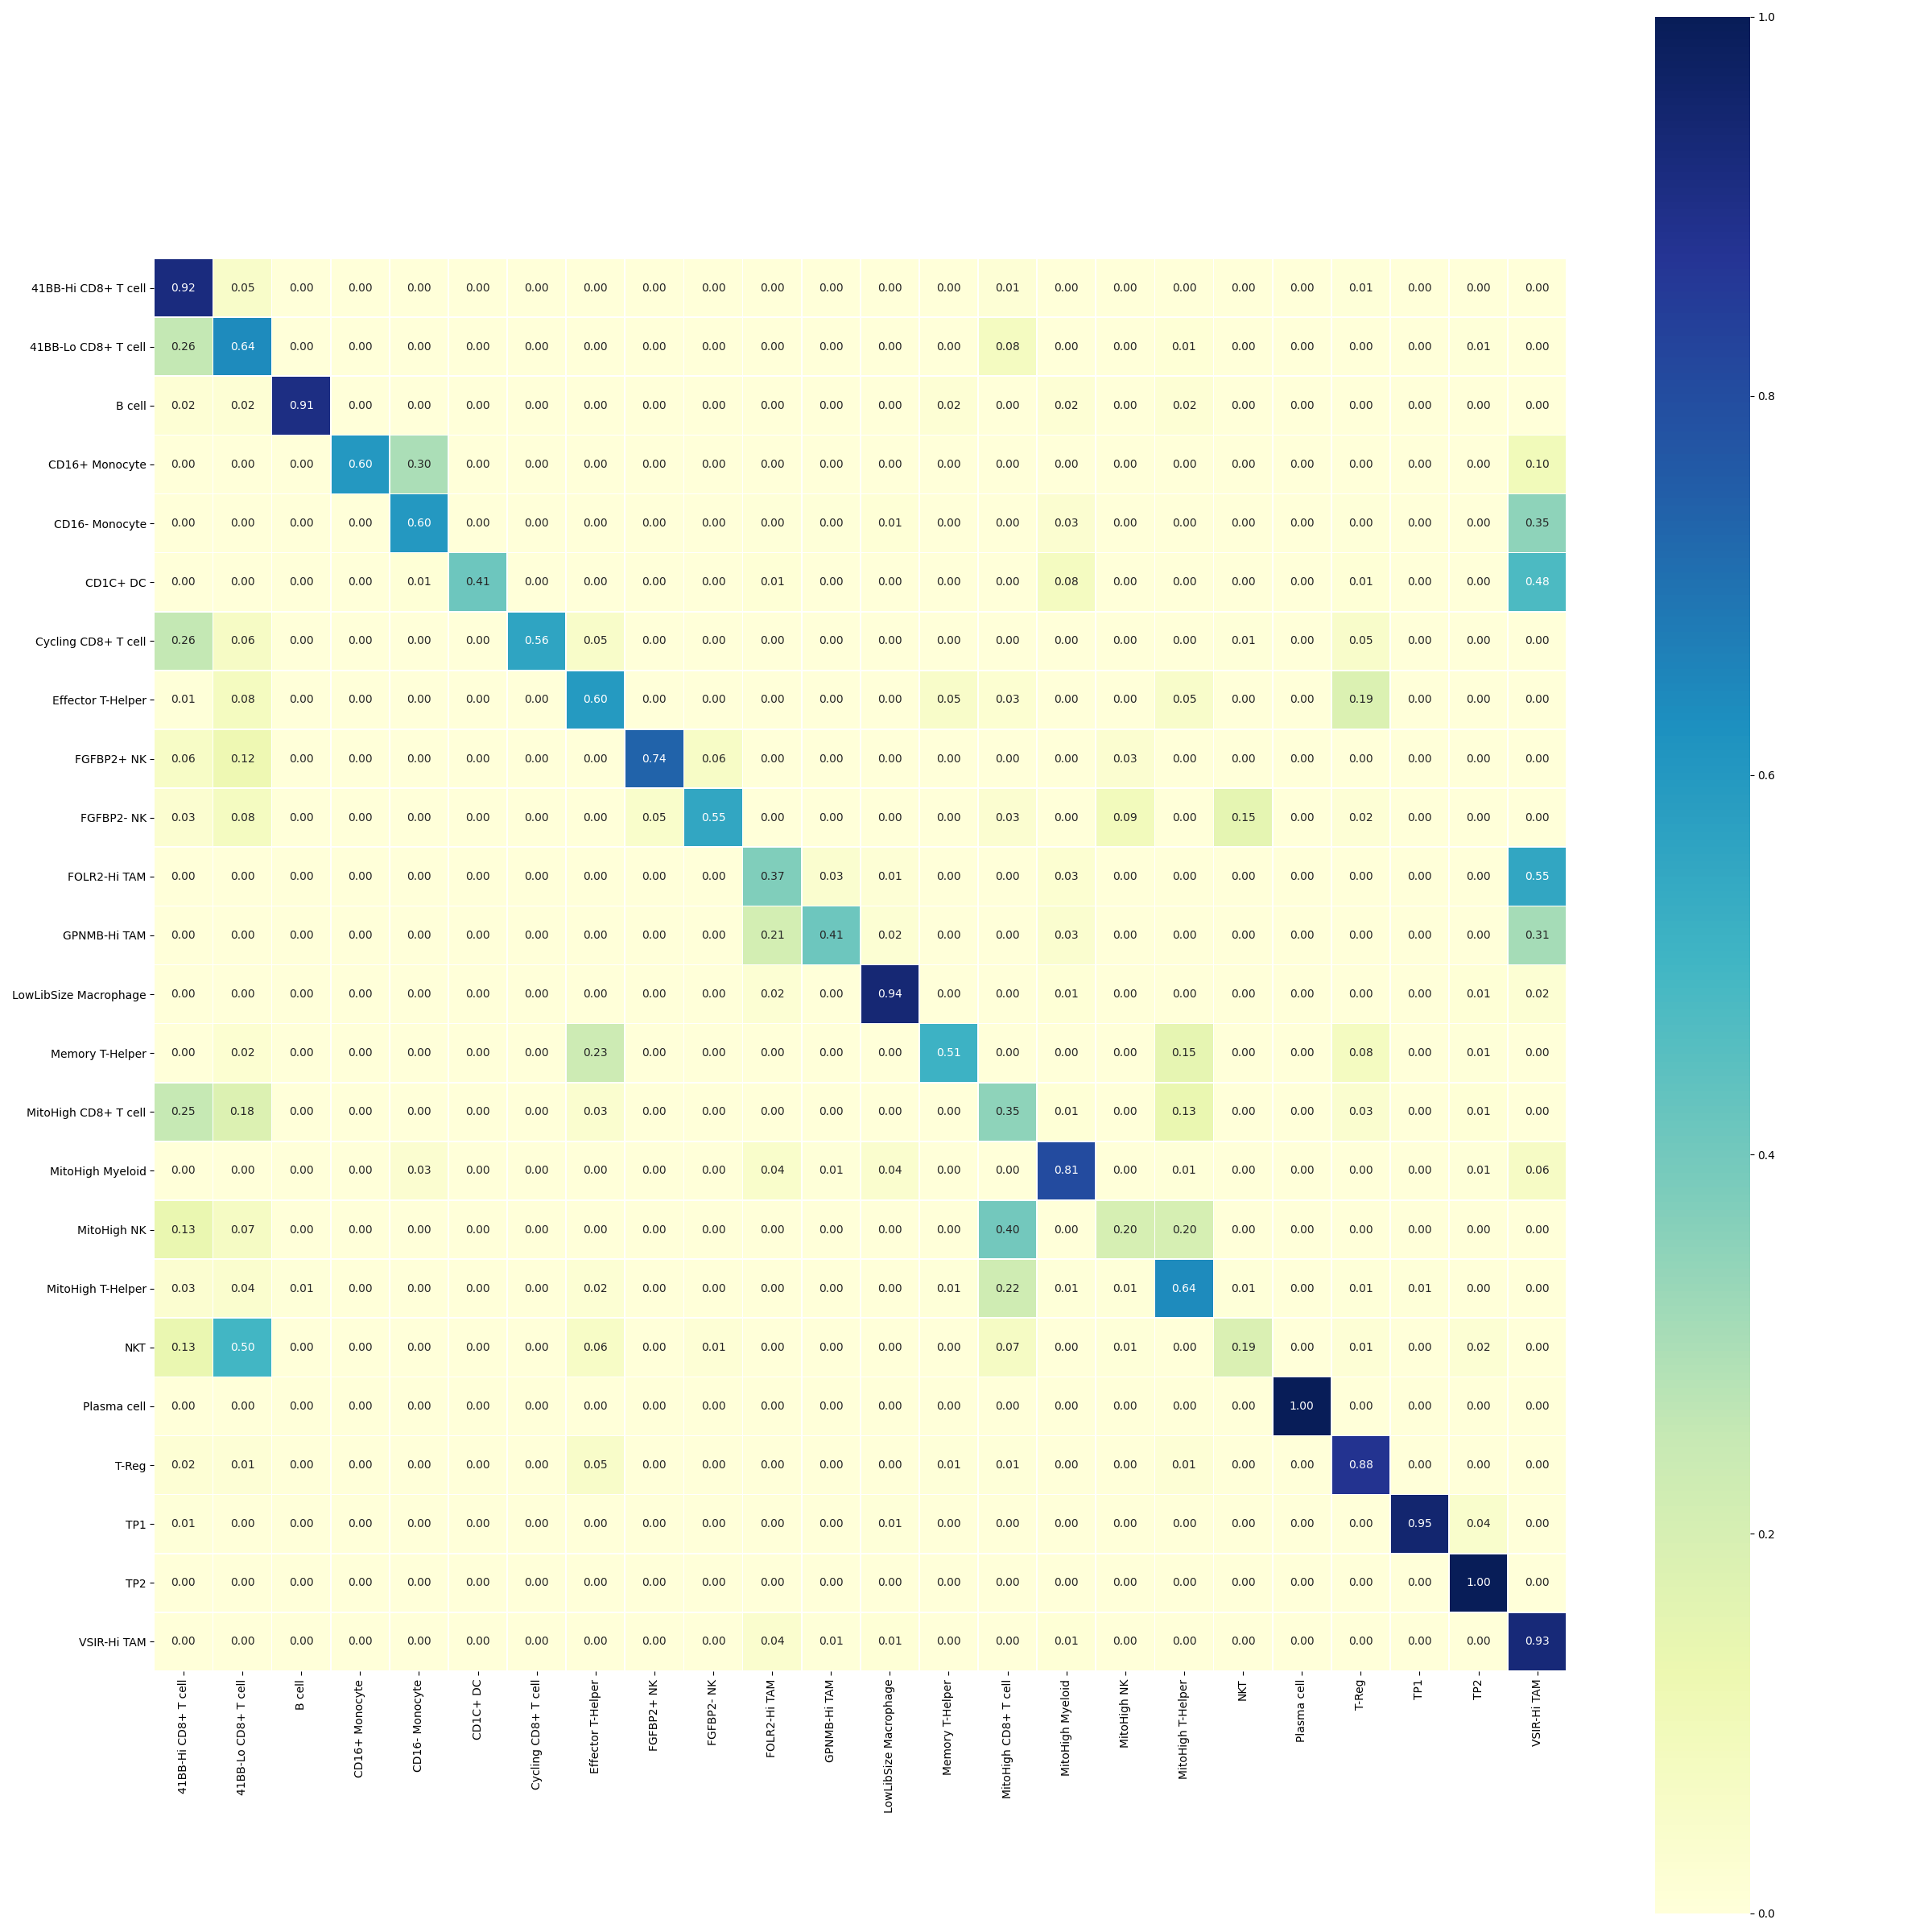 1.0
41BB-Hi CD8+ T cell 0.92 0.05 0.00 0.00 0.00 0.00 0.00 0.00 0.00 0.00 0.00 0.00 0.00 0.00 0.01 0.00 0.00 0.00 0.00 0.00 0.01 0.00 0.00 0.00
41BB-Lo CD8+ T cell 0.26 0.64 0.00 0.00 0.00 0.00 0.00 0.00 0.00 0.00 0.00 0.00 0.00 0.00 0.08 0.00 0.00 0.01 0.00 0.00 0.00 0.00 0.01 0.00
0.8
B cell 0.02 0.02 0.91 0.00 0.00 0.00 0.00 0.00 0.00 0.00 0.00 0.00 0.00 0.02 0.00 0.02 0.00 0.02 0.00 0.00 0.00 0.00 0.00 0.00
CD16+ Monocyte 0.00 0.00 0.00 0.60 0.30 0.00 0.00 0.00 0.00 0.00 0.00 0.00 0.00 0.00 0.00 0.00 0.00 0.00 0.00 0.00 0.00 0.00 0.00 0.10
CD16- Monocyte 0.00 0.00 0.00 0.00 0.60 0.00 0.00 0.00 0.00 0.00 0.00 0.00 0.01 0.00 0.00 0.03 0.00 0.00 0.00 0.00 0.00 0.00 0.00 0.35
CD1C+ DC 0.00 0.00 0.00 0.00 0.01 0.41 0.00 0.00 0.00 0.00 0.01 0.00 0.00 0.00 0.00 0.08 0.00 0.00 0.00 0.00 0.01 0.00 0.00 0.48
Cycling CD8+ T cell 0.26 0.06 0.00 0.00 0.00 0.00 0.56 0.05 0.00 0.00 0.00 0.00 0.00 0.00 0.00 0.00 0.00 0.00 0.01 0.00 0.05 0.00 0.00 0.00
Effector T-Helper 0.01 0.08 0.00 0.00 0.00 0.00 0.00 0.60 0.00 0.00 0.00 0.00 0.00 0.05 0.03 0.00 0.00 0.05 0.00 0.00 0.19 0.00 0.00 0.00
FGFBP2+ NK 0.06 0.12 0.00 0.00 0.00 0.00 0.00 0.00 0.74 0.06 0.00 0.00 0.00 0.00 0.00 0.00 0.03 0.00 0.00 0.00 0.00 0.00 0.00 0.00
0.6
FGFBP2- NK 0.03 0.08 0.00 0.00 0.00 0.00 0.00 0.00 0.05 0.55 0.00 0.00 0.00 0.00 0.03 0.00 0.09 0.00 0.15 0.00 0.02 0.00 0.00 0.00
FOLR2-Hi TAM 0.00 0.00 0.00 0.00 0.00 0.00 0.00 0.00 0.00 0.00 0.37 0.03 0.01 0.00 0.00 0.03 0.00 0.00 0.00 0.00 0.00 0.00 0.00 0.55
GPNMB-Hi TAM 0.00 0.00 0.00 0.00 0.00 0.00 0.00 0.00 0.00 0.00 0.21 0.41 0.02 0.00 0.00 0.03 0.00 0.00 0.00 0.00 0.00 0.00 0.00 0.31
LowLibSize Macrophage 0.00 0.00 0.00 0.00 0.00 0.00 0.00 0.00 0.00 0.00 0.02 0.00 0.94 0.00 0.00 0.01 0.00 0.00 0.00 0.00 0.00 0.00 0.01 0.02
Memory T-Helper 0.00 0.02 0.00 0.00 0.00 0.00 0.00 0.23 0.00 0.00 0.00 0.00 0.00 0.51 0.00 0.00 0.00 0.15 0.00 0.00 0.08 0.00 0.01 0.00
MitoHigh CD8+ T cell 0.25 0.18 0.00 0.00 0.00 0.00 0.00 0.03 0.00 0.00 0.00 0.00 0.00 0.00 0.35 0.01 0.00 0.13 0.00 0.00 0.03 0.00 0.01 0.00
0.4
MitoHigh Myeloid 0.00 0.00 0.00 0.00 0.03 0.00 0.00 0.00 0.00 0.00 0.04 0.01 0.04 0.00 0.00 0.81 0.00 0.01 0.00 0.00 0.00 0.00 0.01 0.06
MitoHigh NK 0.13 0.07 0.00 0.00 0.00 0.00 0.00 0.00 0.00 0.00 0.00 0.00 0.00 0.00 0.40 0.00 0.20 0.20 0.00 0.00 0.00 0.00 0.00 0.00
MitoHigh T-Helper 0.03 0.04 0.01 0.00 0.00 0.00 0.00 0.02 0.00 0.00 0.00 0.00 0.00 0.01 0.22 0.01 0.01 0.64 0.01 0.00 0.01 0.01 0.00 0.00
NKT 0.13 0.50 0.00 0.00 0.00 0.00 0.00 0.06 0.00 0.01 0.00 0.00 0.00 0.00 0.07 0.00 0.01 0.00 0.19 0.00 0.01 0.00 0.02 0.00
Plasma cell 0.00 0.00 0.00 0.00 0.00 0.00 0.00 0.00 0.00 0.00 0.00 0.00 0.00 0.00 0.00 0.00 0.00 0.00 0.00 1.00 0.00 0.00 0.00 0.00
T-Reg 0.02 0.01 0.00 0.00 0.00 0.00 0.00 0.05 0.00 0.00 0.00 0.00 0.00 0.01 0.01 0.00 0.00 0.01 0.00 0.00 0.88 0.00 0.00 0.00
TP1 0.01 0.00 0.00 0.00 0.00 0.00 0.00 0.00 0.00 0.00 0.00 0.00 0.01 0.00 0.00 0.00 0.00 0.00 0.00 0.00 0.00 0.95 0.04 0.00
0.2
TP2 0.00 0.00 0.00 0.00 0.00 0.00 0.00 0.00 0.00 0.00 0.00 0.00 0.00 0.00 0.00 0.00 0.00 0.00 0.00 0.00 0.00 0.00 1.00 0.00
VSIR-Hi TAM 0.00 0.00 0.00 0.00 0.00 0.00 0.00 0.00 0.00 0.00 0.04 0.01 0.01 0.00 0.00 0.01 0.00 0.00 0.00 0.00 0.00 0.00 0.00 0.93
41BB-Hi CD8+ T cell
41BB-Lo CD8+ T cell
B cell
CD16+ Monocyte
CD16- Monocyte
CD1C+ DC
Cycling CD8+ T cell
Effector T-Helper
FGFBP2+ NK
FGFBP2- NK
FOLR2-Hi TAM
GPNMB-Hi TAM
LowLibSize Macrophage
Memory T-Helper
MitoHigh CD8+ T cell
MitoHigh Myeloid
MitoHigh NK
MitoHigh T-Helper
NKT
Plasma cell
T-Reg
TP1
TP2
VSIR-Hi TAM
0.0